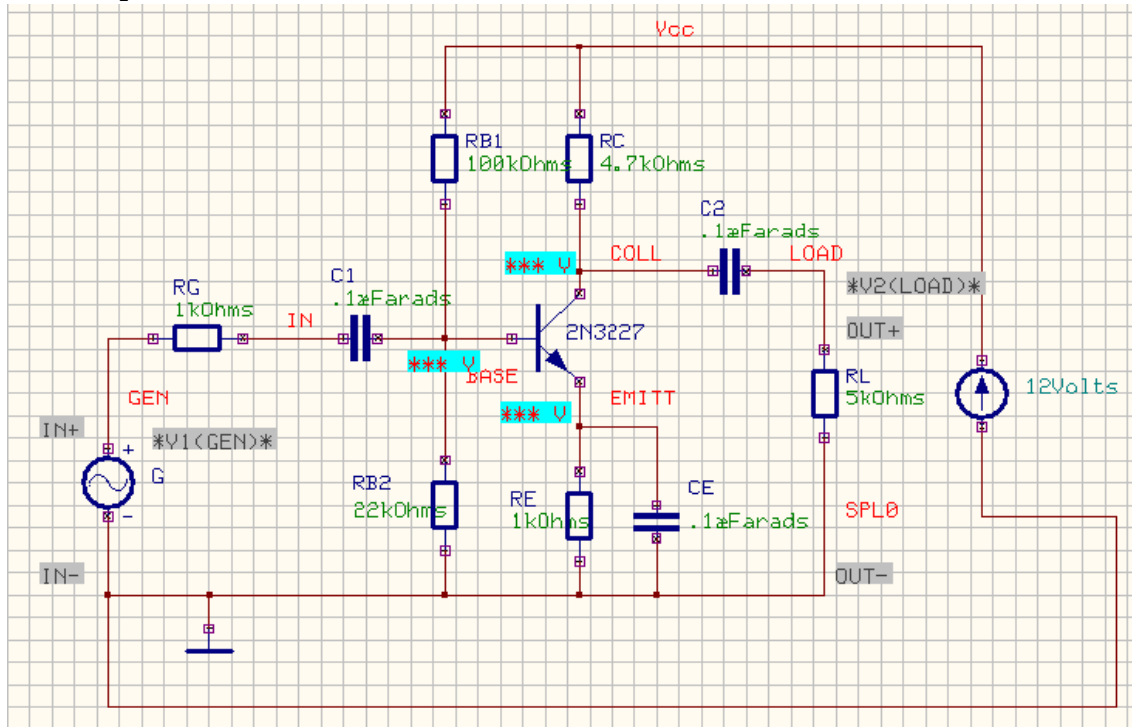 Vcc
RB1
100kOhms
RC
4.7kOhms
C2
.1æFarads
*** V
COLL
LOAD
*V2(LOAD)*
C1
.1æFarads
RG
1kOhms
IN
2N3227
OUT+
*** V
BASE
RL
5kOhms
12Volts
GEN
*** V
EMITT
IN+
*V1(GEN)*
+
G
-
RB2
22kOhms
RE
1kOhms
CE
.1æFarads
SPL0
IN-
OUT-